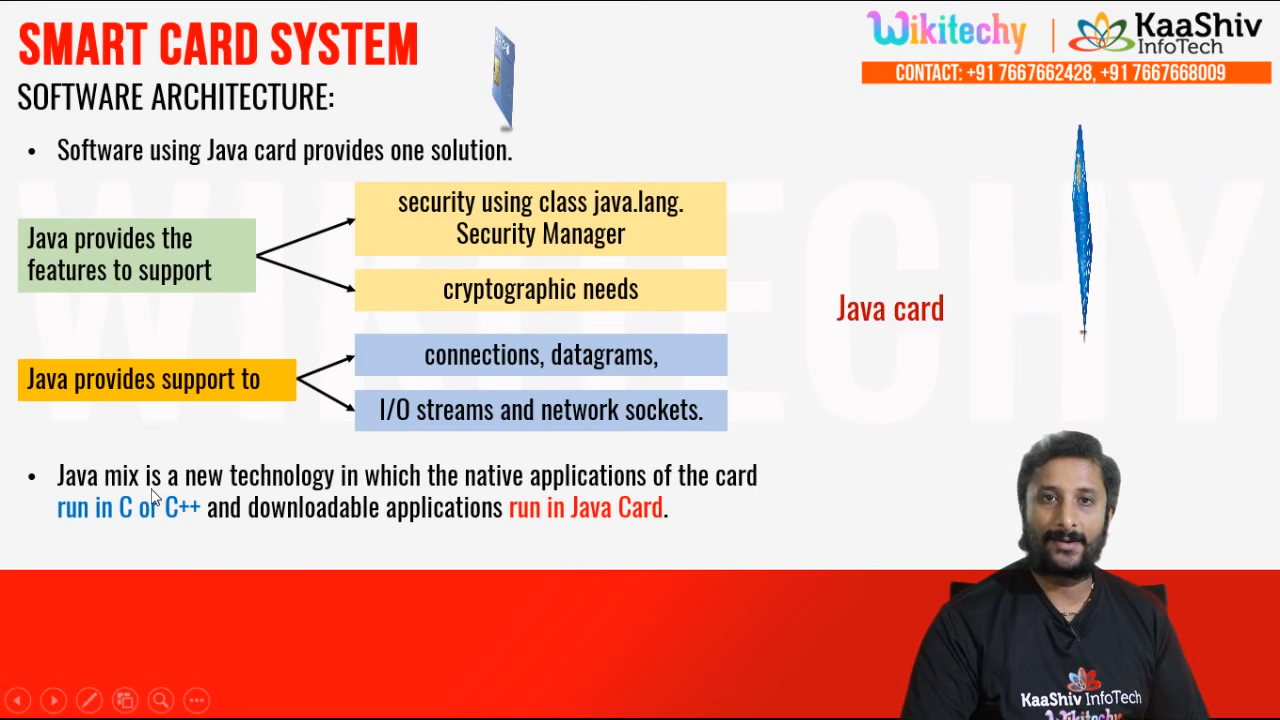 SMART CARD SYSTEM
SOFTWARE ARCHITECTURE:
Wikitechy | KaaShiv
InfoTech
CONTACT: +91 7667662428, +91 7667668009
• Software using Java card provides one solution.
Java provides the
features to support
security using class java.lang.
Security Manager
cryptographic needs
Java card
Java provides support to
connections, datagrams,
I/O streams and network sockets.
• Java mix is a new technology in which the native applications of the card
run in C or C++ and downloadable applications run in Java Card.
WIKITECHY
KaaShiv InfoTech
Wikitechy